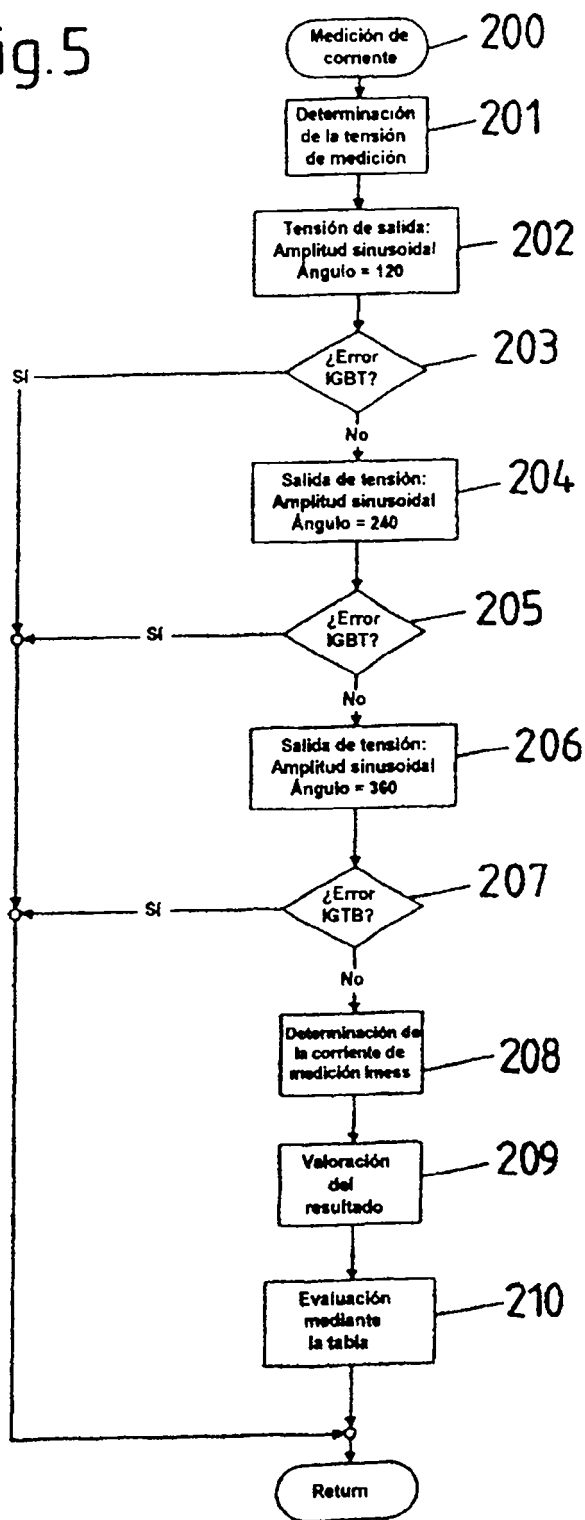 ig.5
Medición de
corriente
200
Determinación
de la tensión
de medición
201
Tensión de salida:
Amplitud sinusoidal
Ángulo = 120
202
¿Error
IGBT?
203
Sí
No
Salida de tensión:
Amplitud sinusoidal
Ángulo = 240
204
¿Error
IGBT?
205
Sí
No
Salida de tensión:
Amplitud sinusoidal
Ángulo = 360
206
¿Error
IGTB?
207
Sí
No
Determinación de
la corriente de
medición Imess
208
Valoración
del
resultado
209
Evaluación
mediante
la tabla
210
Return